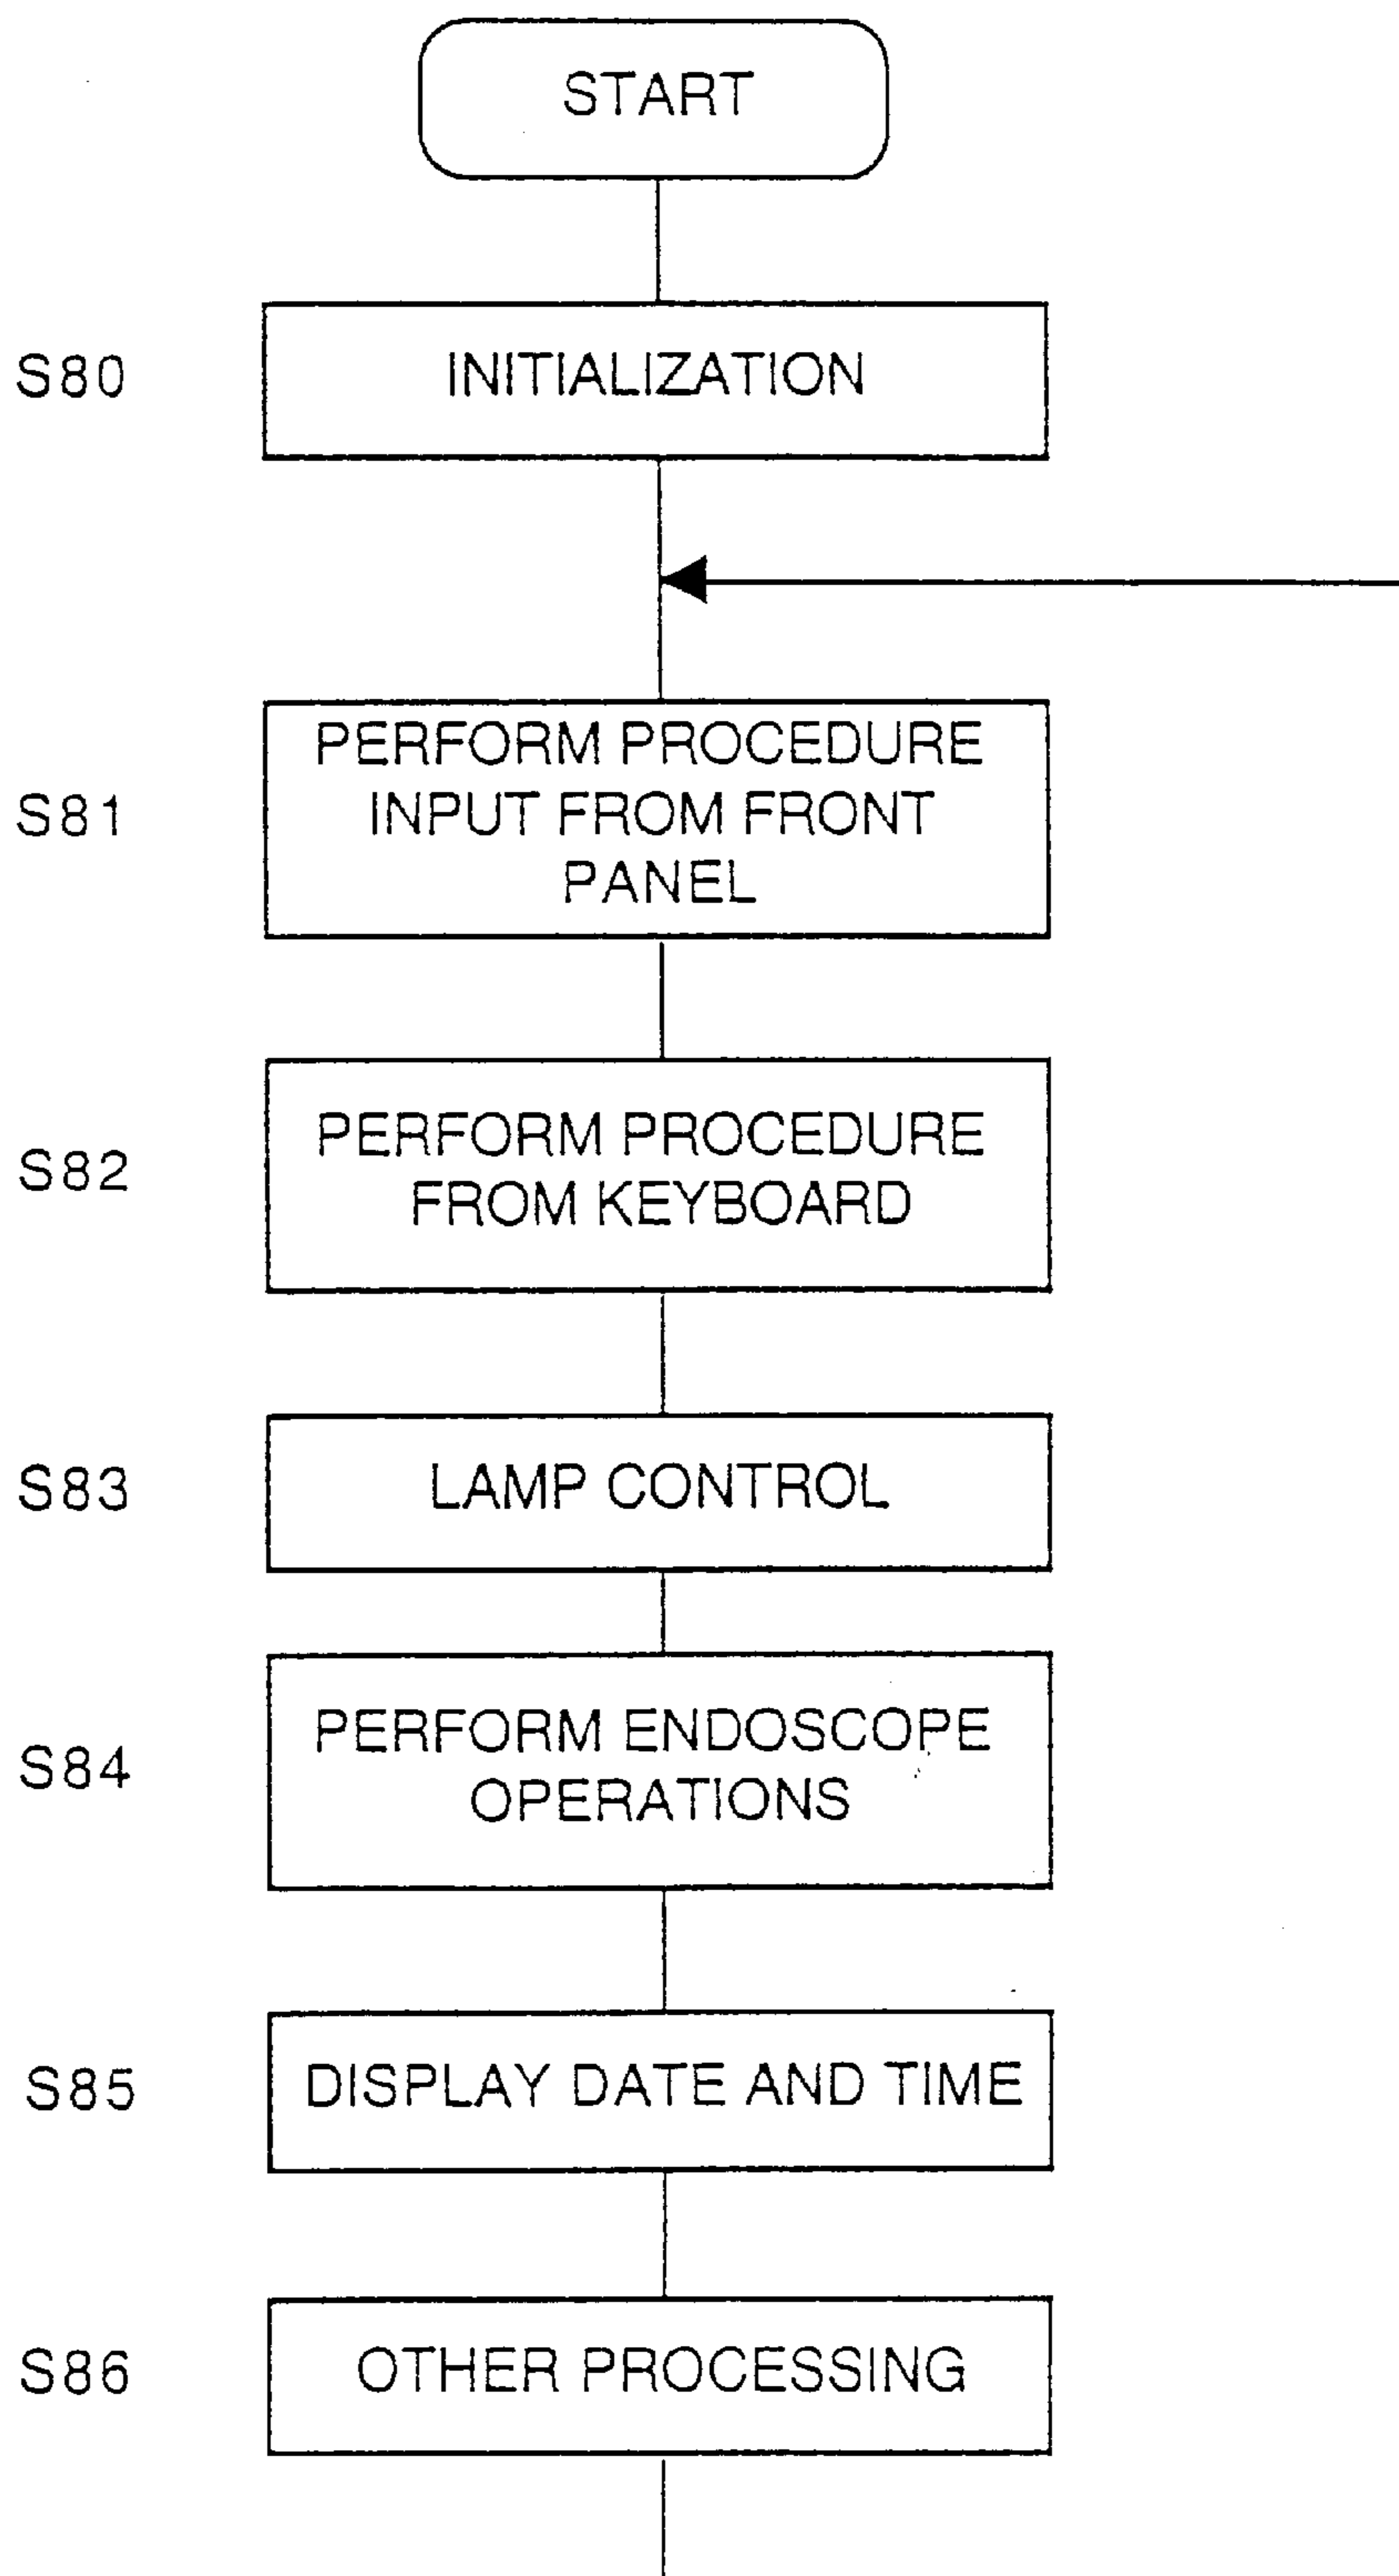 START
S80
INITIALIZATION
S81
PERFORM PROCEDURE
INPUT FROM FRONT
PANEL
S82
PERFORM PROCEDURE
FROM KEYBOARD
S83
LAMP CONTROL
S84
PERFORM ENDOSCOPE
OPERATIONS
S85
DISPLAY DATE AND TIME
S86
OTHER PROCESSING